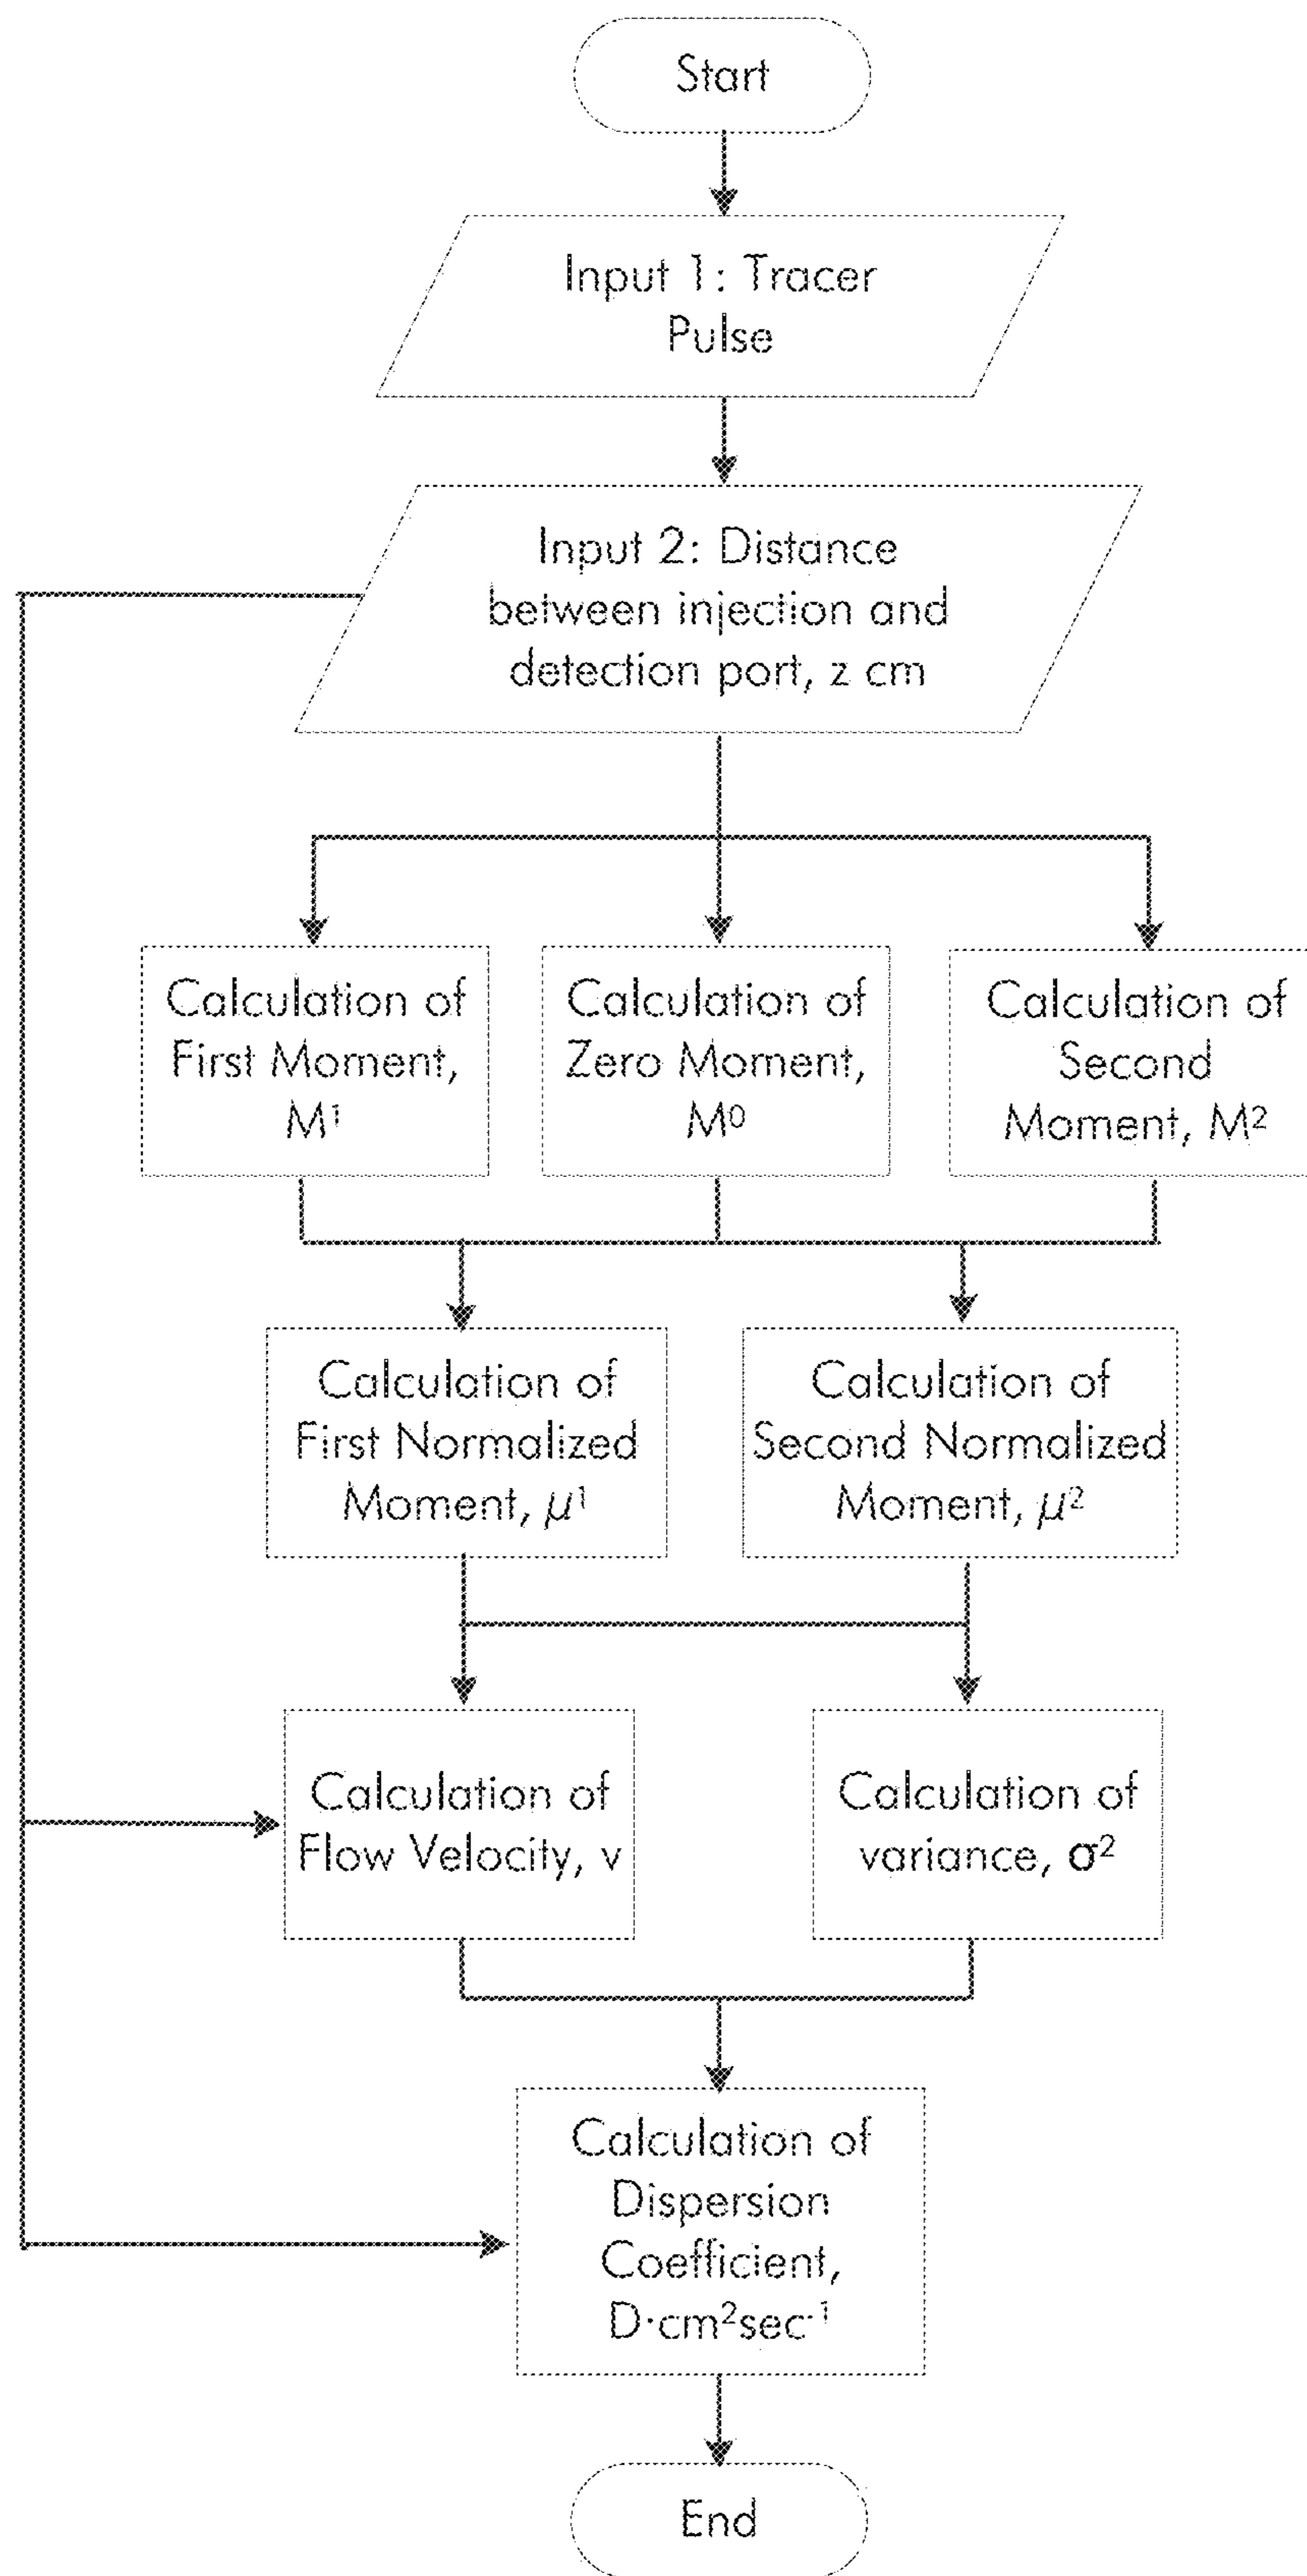 Start
Input 1: Tracer
Pulse
Input 2: Distance
between injection and
detection port, z cm
Calculation of
First Moment,
M¹
Calculation of
Zero Moment,
M⁰
Calculation of
Second
Moment, M²
Calculation of
First Normalized
Moment, μ¹
Calculation of
Second Normalized
Moment, μ²
Calculation of
Flow Velocity, v
Calculation of
variance, σ²
Calculation of
Dispersion
Coefficient,
D·cm²sec⁻¹
End